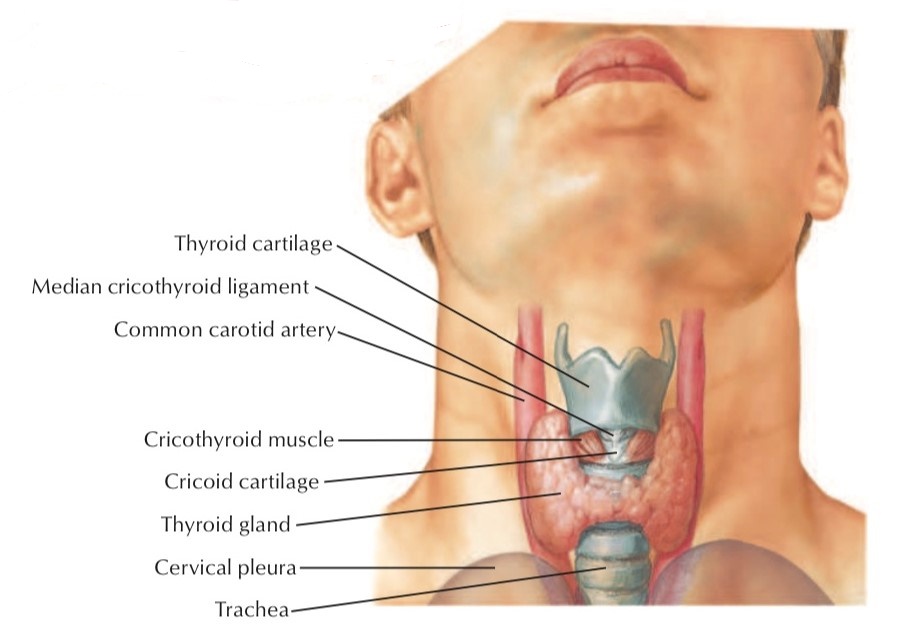 Thyroid cartilage
Median cricothyroid ligament
Common carotid artery
Cricothyroid muscle
Cricoid cartilage
Thyroid gland
Cervical pleura
Trachea